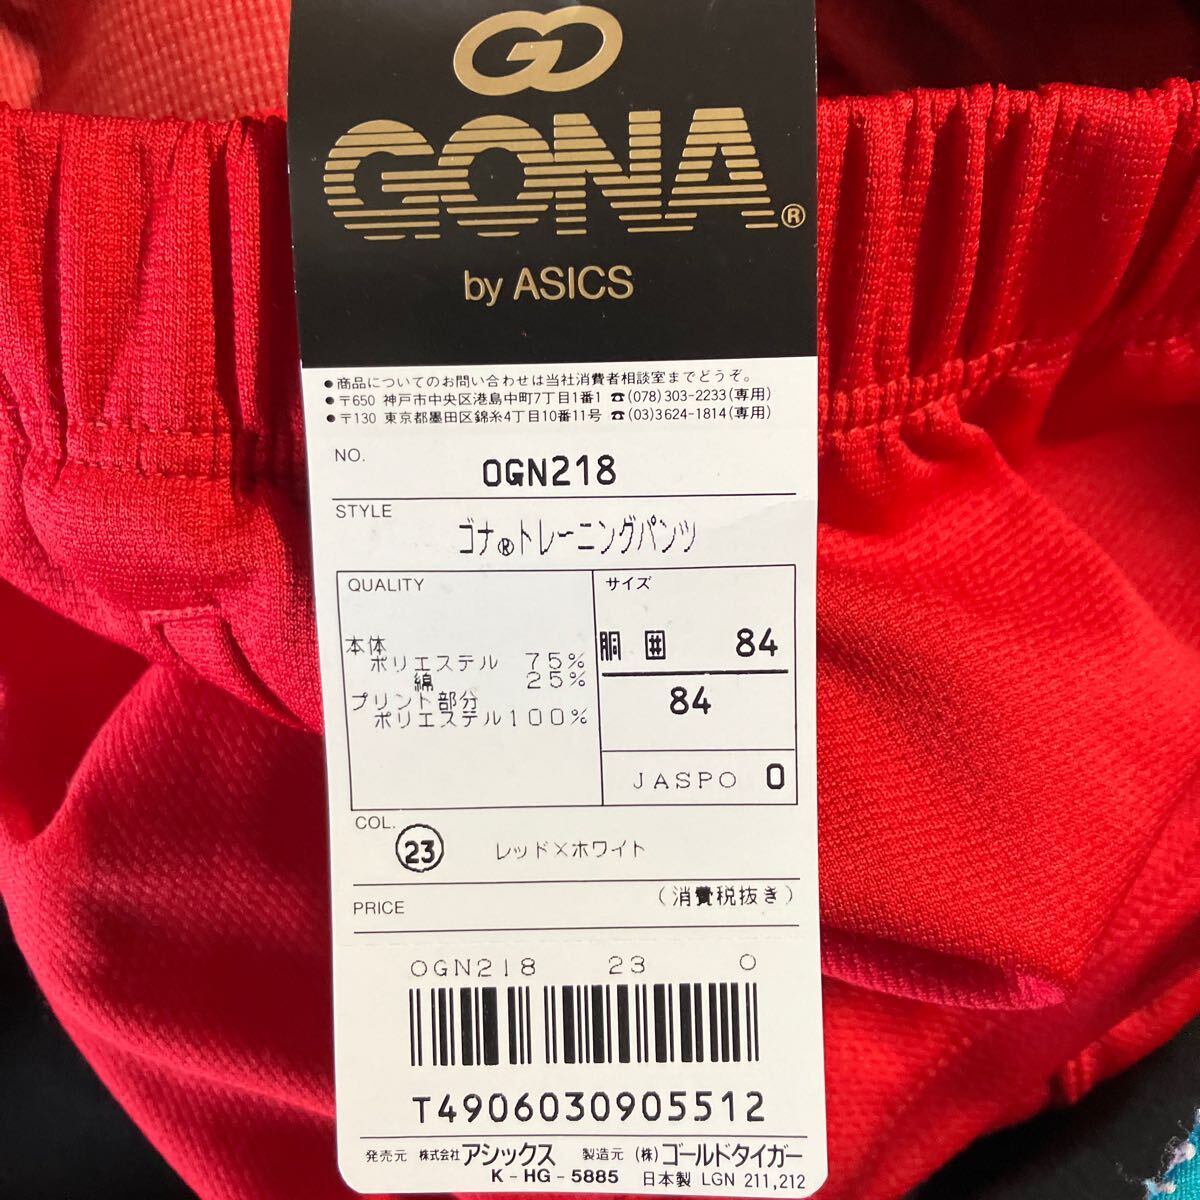 GONA®
by ASICS
●商品についてのお問い合わせは当社消費者相談室までどうぞ。
●〒650 神戸市中央区港島中町7丁目1番1 ☎(078)303-2233(専用)
●〒130 東京都墨田区錦糸4丁目10番11号 ☎(03)3624-1814(専用)
NO. OGN218
STYLE
ゴナ®トレーニングパンツ
QUALITY
サイズ
本体
ポリエステル 75%
綿 25%
プリント部分
ポリエステル100%
胴囲 84
84
JASPO O
COL. 23 レッド×ホワイト
PRICE (消費税抜き)
OGN218 23 O
T4906030905512
発売元 株式会社 アシックス 製造元 (株)ゴールドタイガー
K-HG-5885 日本製 LGN 211,212